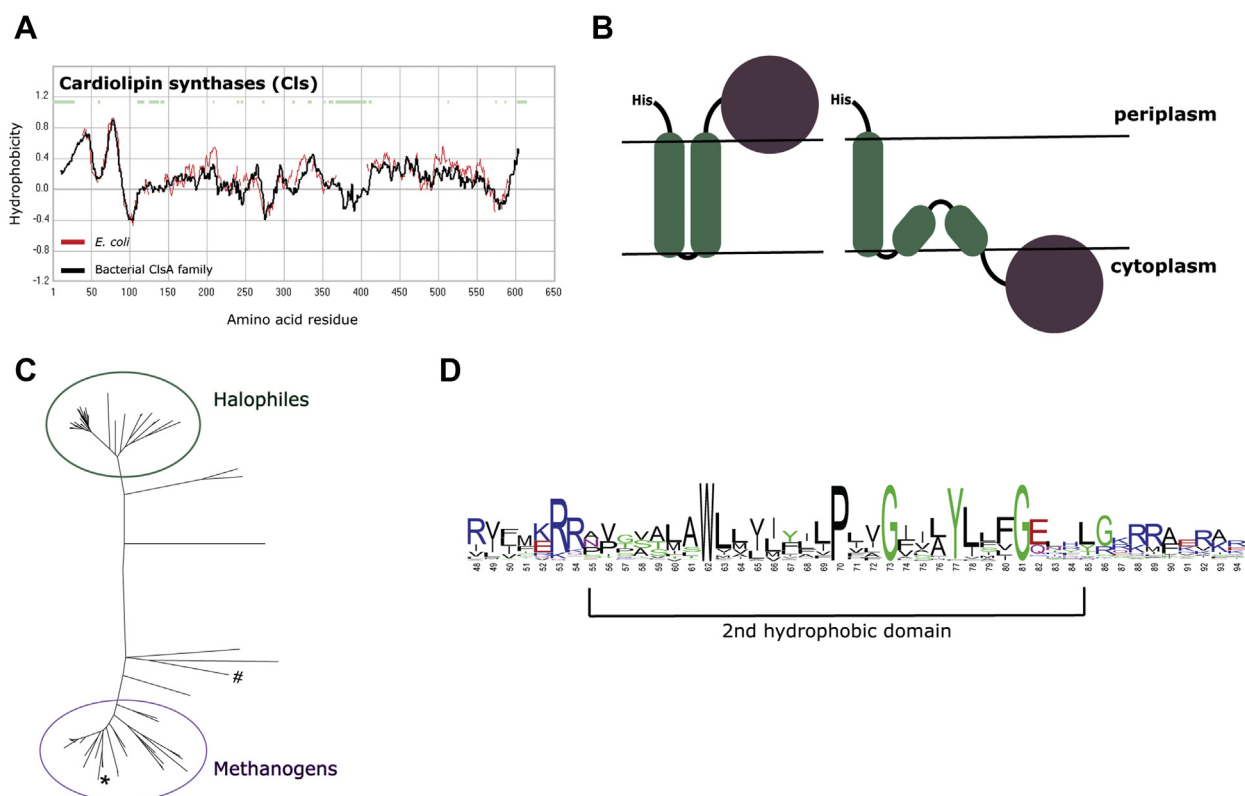 A
Cardiolipin synthases (Cls)
1.2
0.8
0.4
0.0
-0.4
-0.8
-1.2
Hydrophobicity
E. coli
Bacterial ClsA family
1 50 100 150 200 250 300 350 400 450 500 550 600 650
Amino acid residue
B
His
His
periplasm
cytoplasm
C
Halophiles
#
*
Methanogens
D
48 49 50 51 52 53 54 55 56 57 58 59 60 61 62 63 64 65 66 67 68 69 70 71 72 73 74 75 76 77 78 79 80 81 82 83 84 85 86 87 88 89 90 91 92 93 94
2nd hydrophobic domain